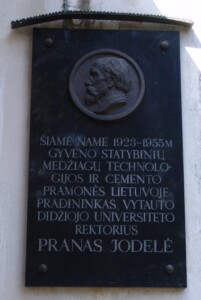 ŠIAME NAME 1923–1955M
GYVENO STATYBINIŲ
MEDŽIAGŲ TECHNOLO-
GIJOS IR CEMENTO
PRAMONĖS LIETUVOJE
PRADININKAS, VYTAUTO
DIDŽIOJO UNIVERSITETO
REKTORIUS
PRANAS JODELĖ